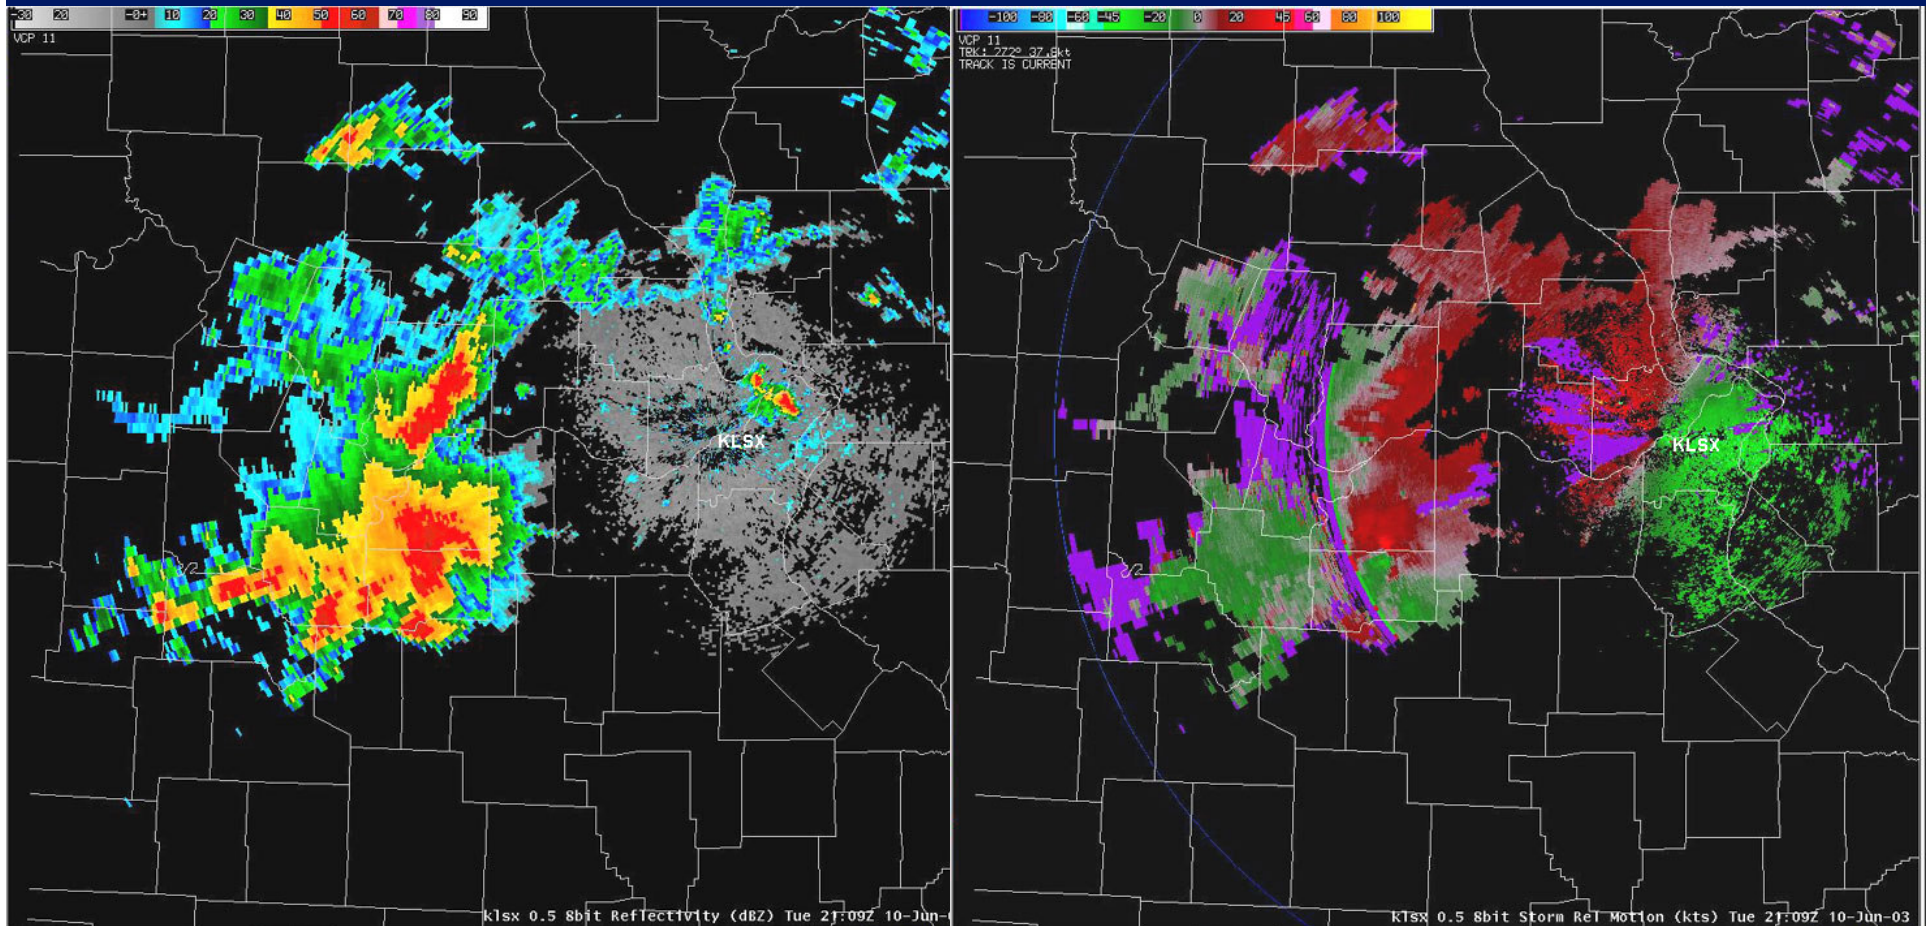 -30 20 -0+ 10 20 30 40 50 60 70 80 90
VCP 11
KLSX
klsx 0.5 8bit Reflectivity (dBZ) Tue 21:09Z 10-Jun-
-100 -80 -60 -45 -20 0 20 45 60 80 100
VCP 11
TRK: 272° 37.8kt
TRACK IS CURRENT
KLSX
klsx 0.5 8bit Storm Rel Motion (kts) Tue 21:09Z 10-Jun-03